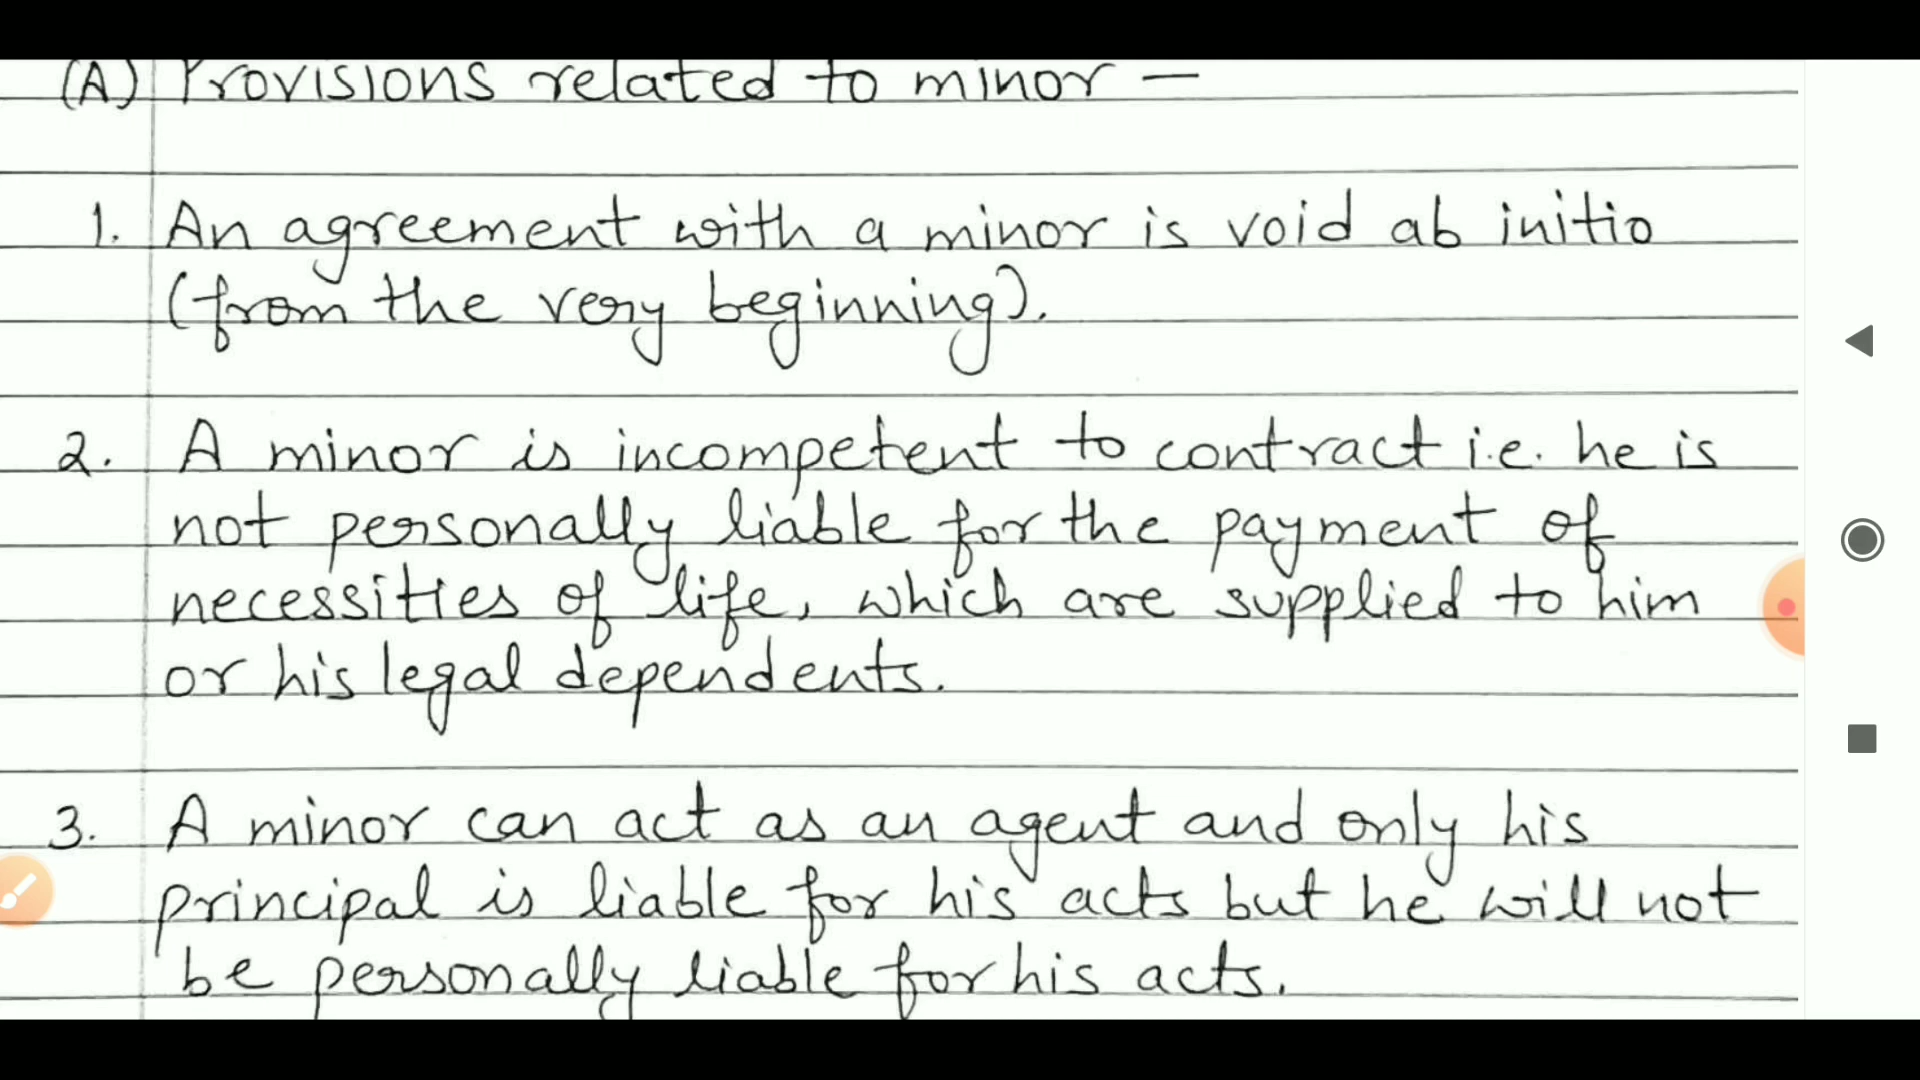 (A) Provisions related to minor –
1. An agreement with a minor is void ab initio
(from the very beginning).
2. A minor is incompetent to contract i.e. he is
not personally liable for the payment of
necessities of life, which are supplied to him
or his legal dependents.
3. A minor can act as an agent and only his
principal is liable for his acts but he will not
be personally liable for his acts.